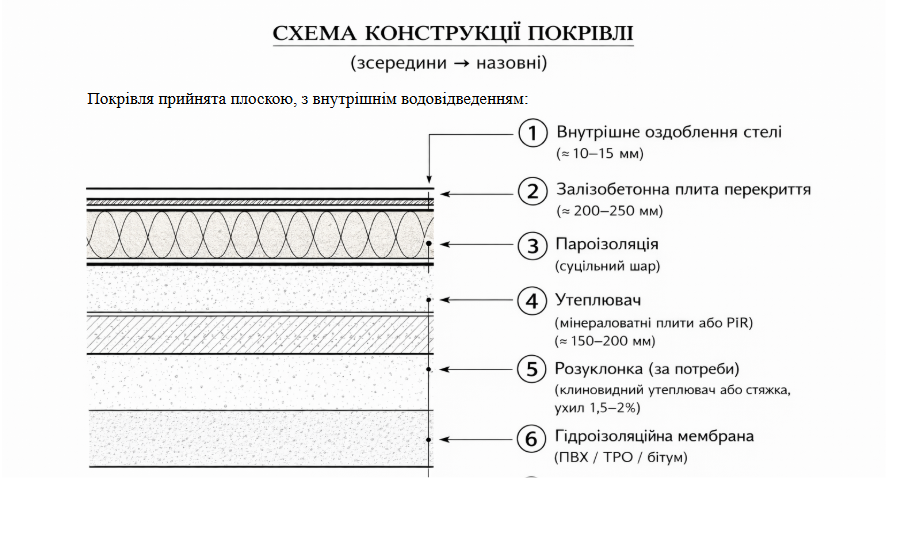 СХЕМА КОНСТРУКЦІЇ ПОКРІВЛІ
(зсередини → назовні)
Покрівля прийнята плоскою, з внутрішнім водовідведенням:
1 Внутрішне оздоблення стелі
(≈ 10–15 мм)
2 Залізобетонна плита перекриття
(≈ 200–250 мм)
3 Пароізоляція
(суцільний шар)
4 Утеплювач
(мінераловатні плити або PiR)
(≈ 150–200 мм)
5 Розуклонка (за потреби)
(клиновидний утеплювач або стяжка,
ухил 1,5–2%)
6 Гідроізоляційна мембрана
(ПВХ / ТРО / бітум)